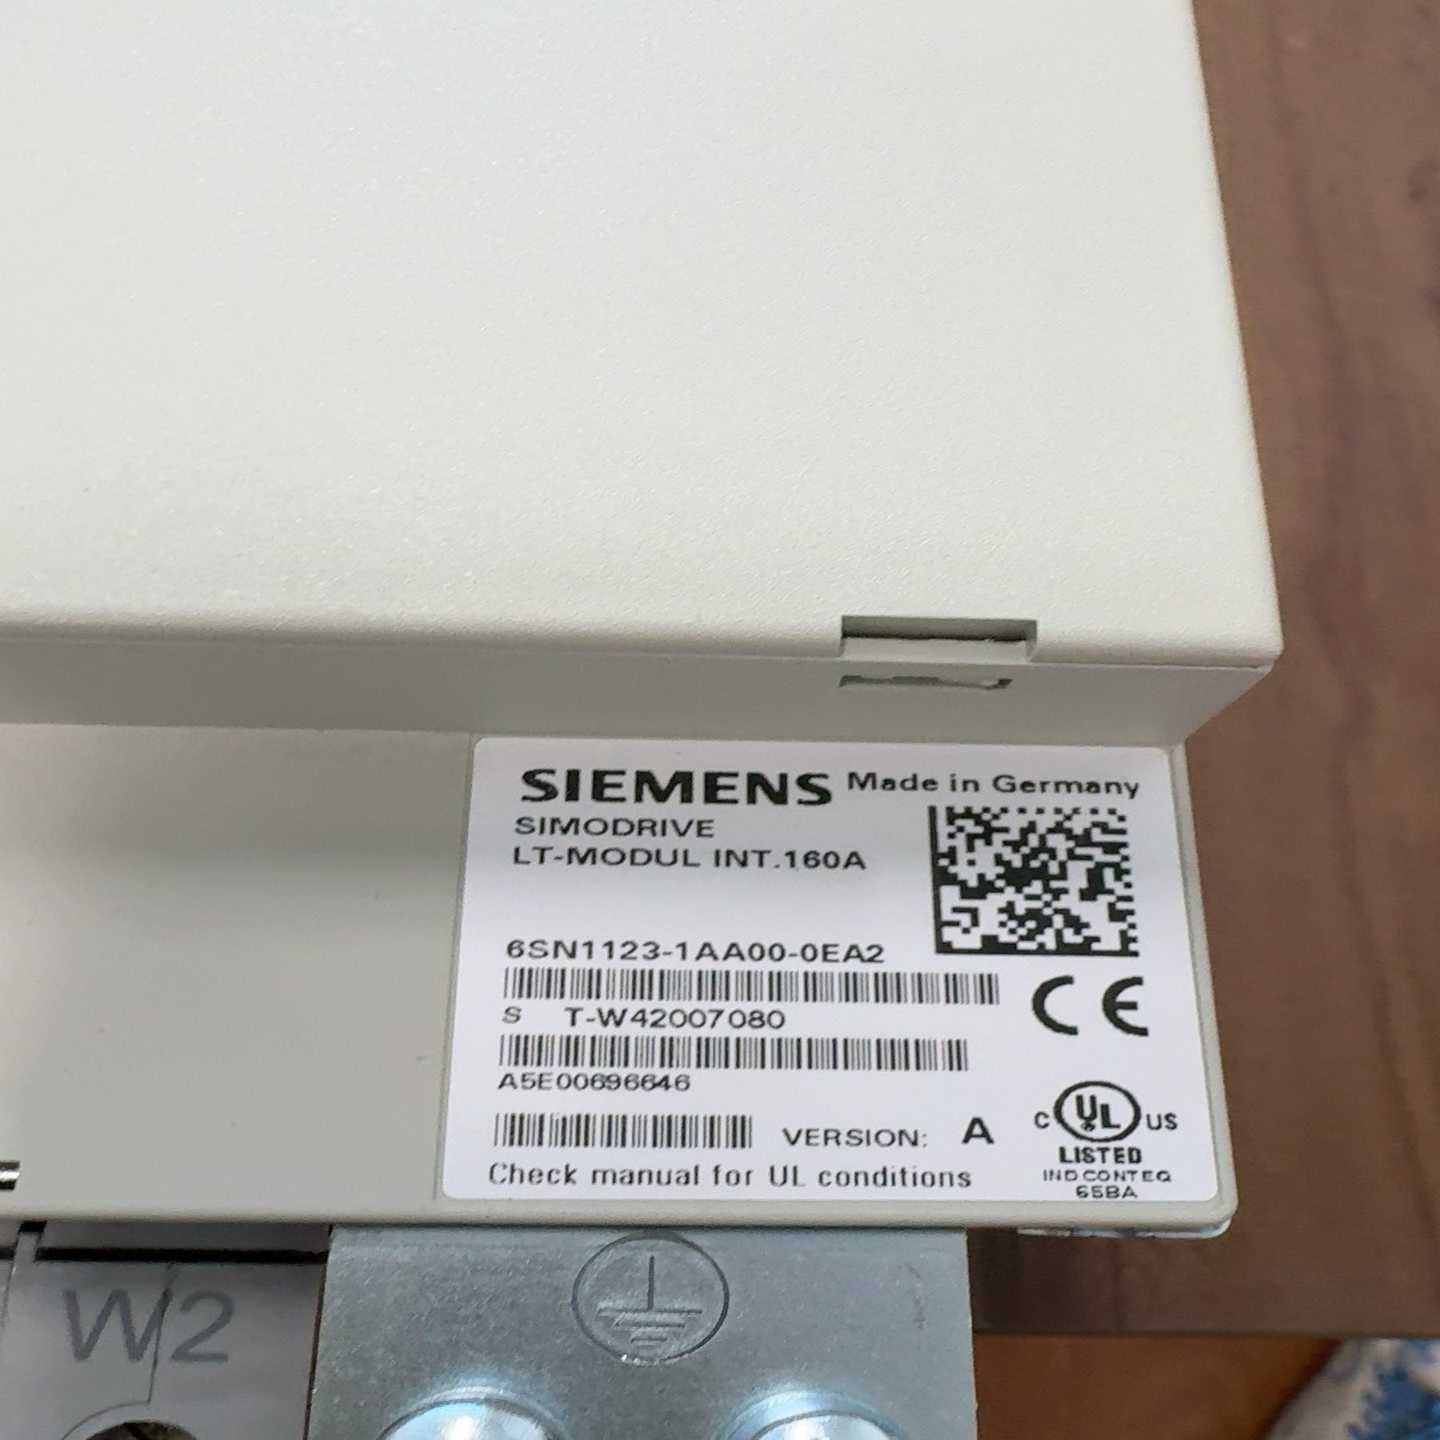 SIEMENS Made in Germany
SIMODRIVE
LT-MODUL INT.160A
6SN1123-1AA00-0EA2
S T-W42007080
A5E00696646
VERSION: A
Check manual for UL conditions
CE
C UL US
LISTED
IND CONT EQ
65BA
W2